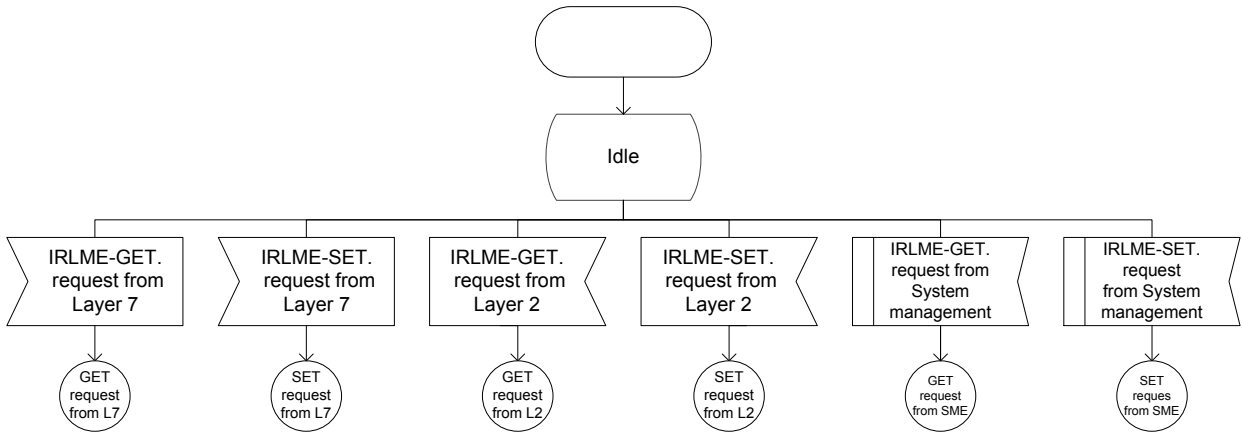 Idle
IRLME-GET.
request from
Layer 7
IRLME-SET.
request from
Layer 7
IRLME-GET.
request from
Layer 2
IRLME-SET.
request from
Layer 2
IRLME-GET.
request from
System
management
IRLME-SET.
request
from System
management
GET
request
from L7
SET
request
from L7
GET
request
from L2
SET
request
from L2
GET
request
from SME
SET
reques
from SME